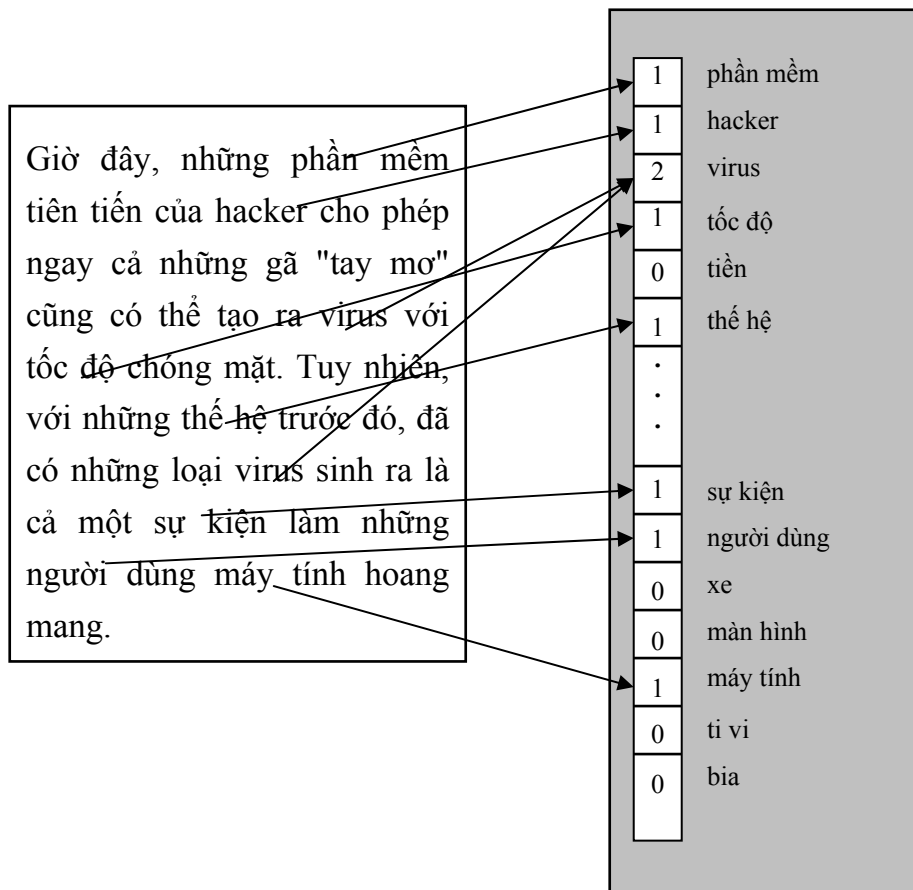 Giờ đây, những phần mềm
tiên tiến của hacker cho phép
ngay cả những gã "tay mơ"
cũng có thể tạo ra virus với
tốc độ chóng mặt. Tuy nhiên,
với những thế hệ trước đó, đã
có những loại virus sinh ra là
cả một sự kiện làm những
người dùng máy tính hoang
mang.
1 phần mềm
1 hacker
2 virus
1 tốc độ
0 tiền
1 thế hệ
.
.
.
1 sự kiện
1 người dùng
0 xe
0 màn hình
1 máy tính
0 ti vi
0 bia